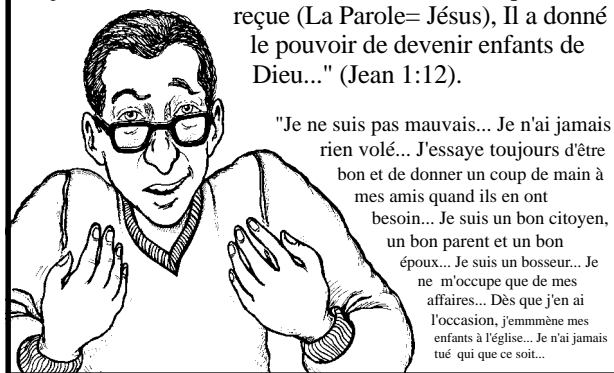 reçue (La Parole= Jésus), Il a donné
le pouvoir de devenir enfants de
Dieu..." (Jean 1:12).
"Je ne suis pas mauvais... Je n'ai jamais
rien volé... J'essaye toujours d'être
bon et de donner un coup de main à
mes amis quand ils en ont
besoin... Je suis un bon citoyen,
un bon parent et un bon
époux... Je suis un bosseur... Je
ne m'occupe que de mes
affaires... Dès que j'en ai
l'occasion, j'emmmène mes
enfants à l'église... Je n'ai jamais
tué qui que ce soit...